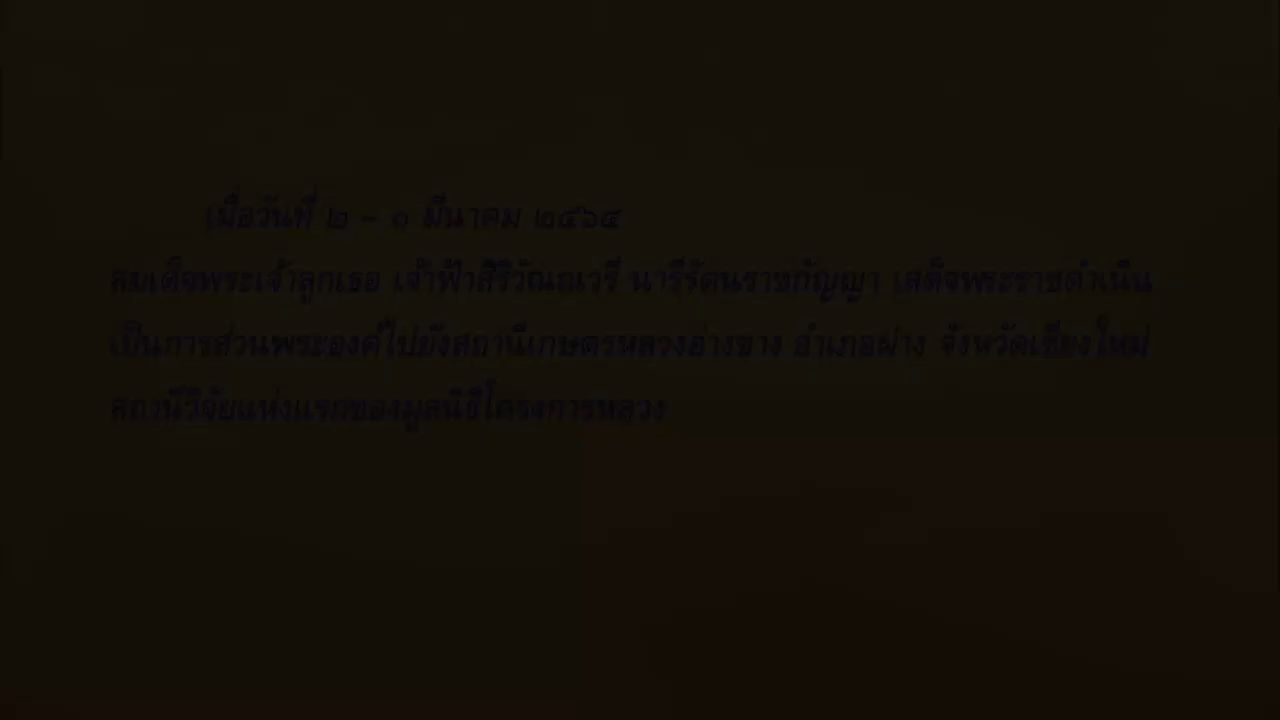 เมื่อวันที่ ๒ - ๓ มีนาคม ๒๕๖๕
สมเด็จพระเจ้าลูกเธอ เจ้าฟ้าสิริวัณณวรี นารีรัตนราชกัญญา เสด็จพระราชดำเนิน
เป็นการส่วนพระองค์ไปยังสถานีเกษตรหลวงอ่างขาง อำเภอฝาง จังหวัดเชียงใหม่
สถานีวิจัยแห่งแรกของมูลนิธิโครงการหลวง